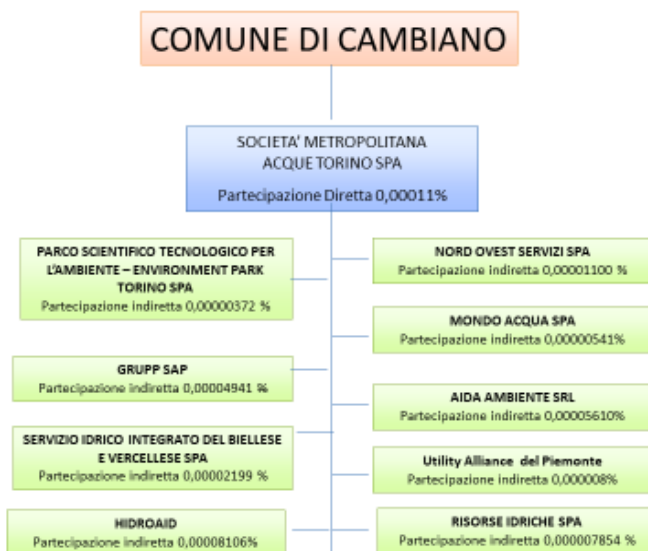 COMUNE DI CAMBIANO
SOCIETA' METROPOLITANA
ACQUE TORINO SPA
Partecipazione Diretta 0,00011%
PARCO SCIENTIFICO TECNOLOGICO PER
L'AMBIENTE – ENVIRONMENT PARK
TORINO SPA
Partecipazione indiretta 0,00000372 %
NORD OVEST SERVIZI SPA
Partecipazione indiretta 0,00001100 %
MONDO ACQUA SPA
Partecipazione indiretta 0,00000541%
GRUPP SAP
Partecipazione indiretta 0,00004941 %
AIDA AMBIENTE SRL
Partecipazione indiretta 0,00005610%
SERVIZIO IDRICO INTEGRATO DEL BIELLESE
E VERCELLESE SPA
Partecipazione indiretta 0,00002199 %
Utility Alliance del Piemonte
Partecipazione indiretta 0,000008%
HIDROAID
Partecipazione indiretta 0,00008106%
RISORSE IDRICHE SPA
Partecipazione indiretta 0,000007854 %